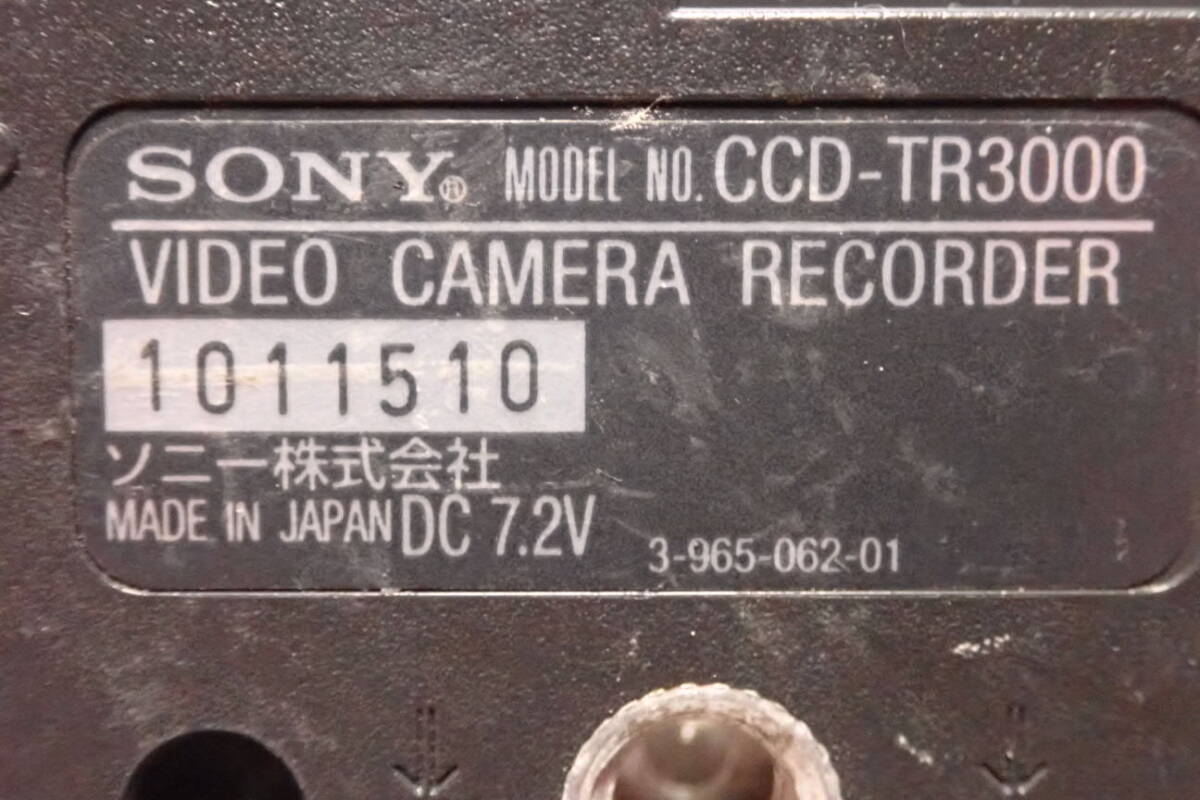 SONY® MODEL NO. CCD-TR3000
VIDEO CAMERA RECORDER
1011510
ソニー株式会社
MADE IN JAPAN DC 7.2V 3-965-062-01